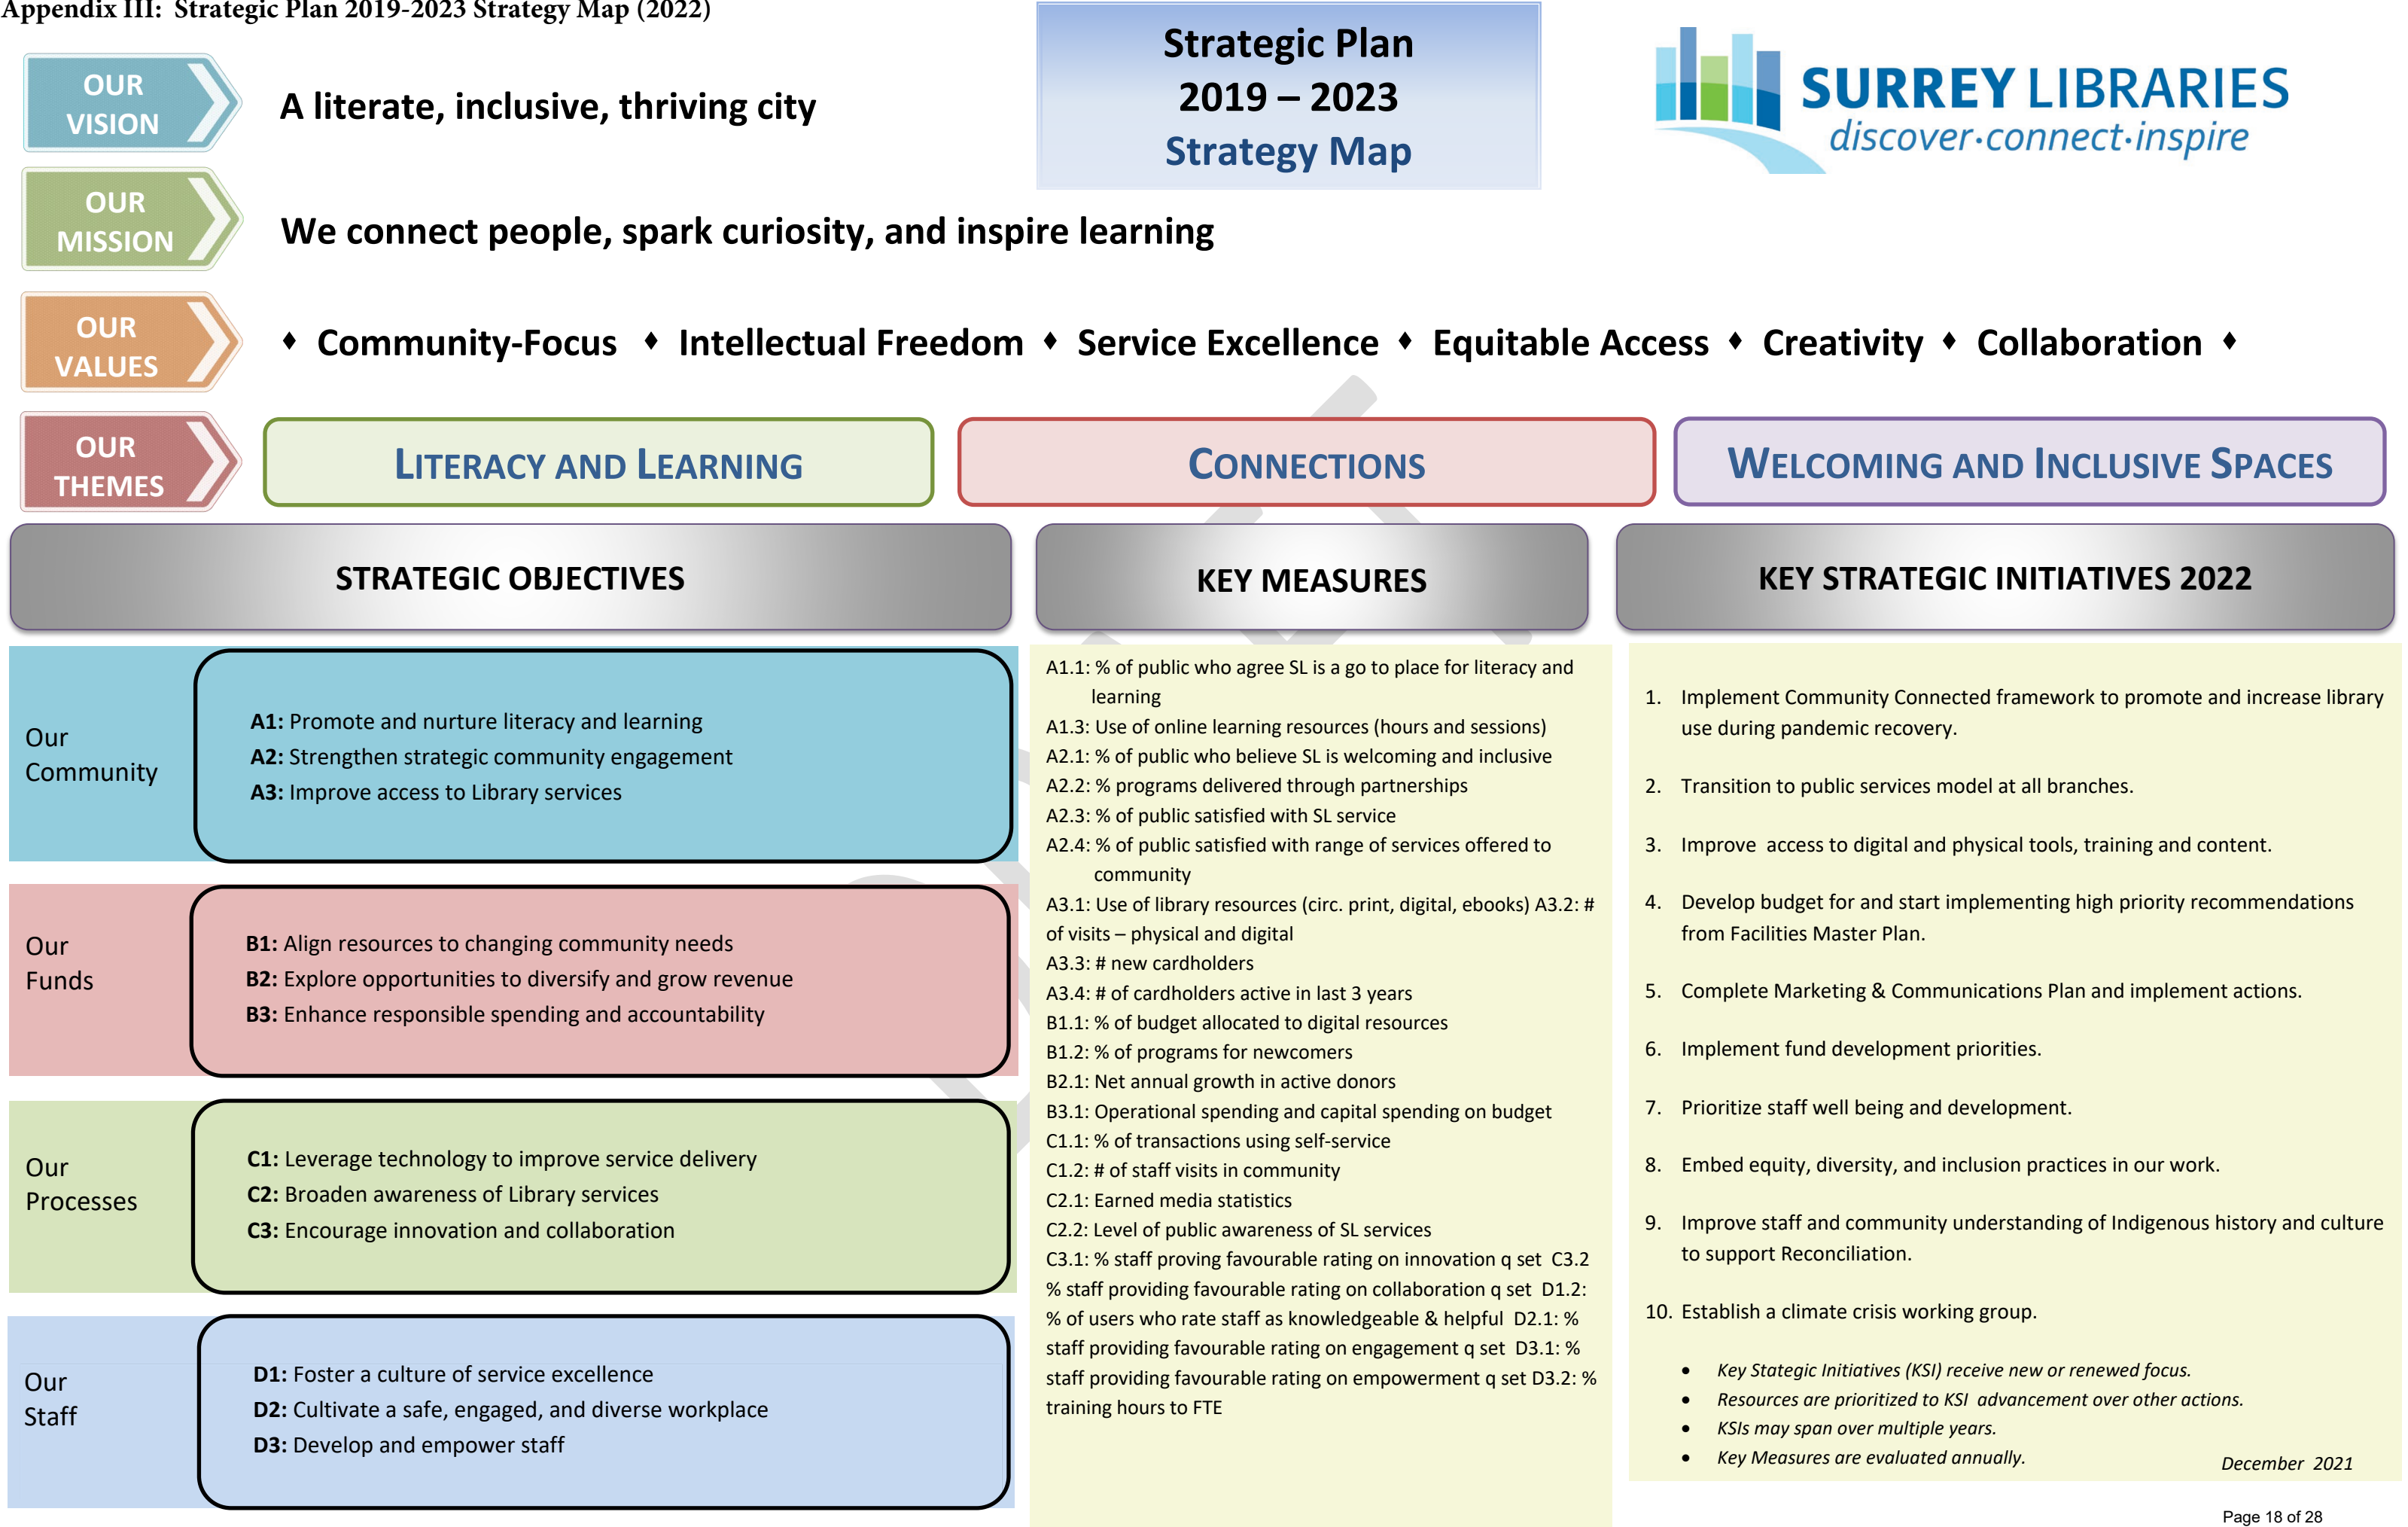 Appendix III: Strategic Plan 2019-2023 Strategy Map (2022)
Strategic Plan
2019 – 2023
Strategy Map
SURREY LIBRARIES
discover·connect·inspire
OUR
VISION
A literate, inclusive, thriving city
OUR
MISSION
We connect people, spark curiosity, and inspire learning
OUR
VALUES
♦ Community-Focus ♦ Intellectual Freedom ♦ Service Excellence ♦ Equitable Access ♦ Creativity ♦ Collaboration ♦
OUR
THEMES
LITERACY AND LEARNING
CONNECTIONS
WELCOMING AND INCLUSIVE SPACES
STRATEGIC OBJECTIVES
Our
Community
A1: Promote and nurture literacy and learning
A2: Strengthen strategic community engagement
A3: Improve access to Library services
Our
Funds
B1: Align resources to changing community needs
B2: Explore opportunities to diversify and grow revenue
B3: Enhance responsible spending and accountability
Our
Processes
C1: Leverage technology to improve service delivery
C2: Broaden awareness of Library services
C3: Encourage innovation and collaboration
Our
Staff
D1: Foster a culture of service excellence
D2: Cultivate a safe, engaged, and diverse workplace
D3: Develop and empower staff
KEY MEASURES
A1.1: % of public who agree SL is a go to place for literacy and
learning
A1.3: Use of online learning resources (hours and sessions)
A2.1: % of public who believe SL is welcoming and inclusive
A2.2: % programs delivered through partnerships
A2.3: % of public satisfied with SL service
A2.4: % of public satisfied with range of services offered to
community
A3.1: Use of library resources (circ. print, digital, ebooks) A3.2: #
of visits – physical and digital
A3.3: # new cardholders
A3.4: # of cardholders active in last 3 years
B1.1: % of budget allocated to digital resources
B1.2: % of programs for newcomers
B2.1: Net annual growth in active donors
B3.1: Operational spending and capital spending on budget
C1.1: % of transactions using self-service
C1.2: # of staff visits in community
C2.1: Earned media statistics
C2.2: Level of public awareness of SL services
C3.1: % staff proving favourable rating on innovation q set C3.2
% staff providing favourable rating on collaboration q set D1.2:
% of users who rate staff as knowledgeable & helpful D2.1: %
staff providing favourable rating on engagement q set D3.1: %
staff providing favourable rating on empowerment q set D3.2: %
training hours to FTE
KEY STRATEGIC INITIATIVES 2022
1. Implement Community Connected framework to promote and increase library
use during pandemic recovery.
2. Transition to public services model at all branches.
3. Improve access to digital and physical tools, training and content.
4. Develop budget for and start implementing high priority recommendations
from Facilities Master Plan.
5. Complete Marketing & Communications Plan and implement actions.
6. Implement fund development priorities.
7. Prioritize staff well being and development.
8. Embed equity, diversity, and inclusion practices in our work.
9. Improve staff and community understanding of Indigenous history and culture
to support Reconciliation.
10. Establish a climate crisis working group.
• Key Stategic Initiatives (KSI) receive new or renewed focus.
• Resources are prioritized to KSI advancement over other actions.
• KSIs may span over multiple years.
• Key Measures are evaluated annually.
December 2021
Page 18 of 28